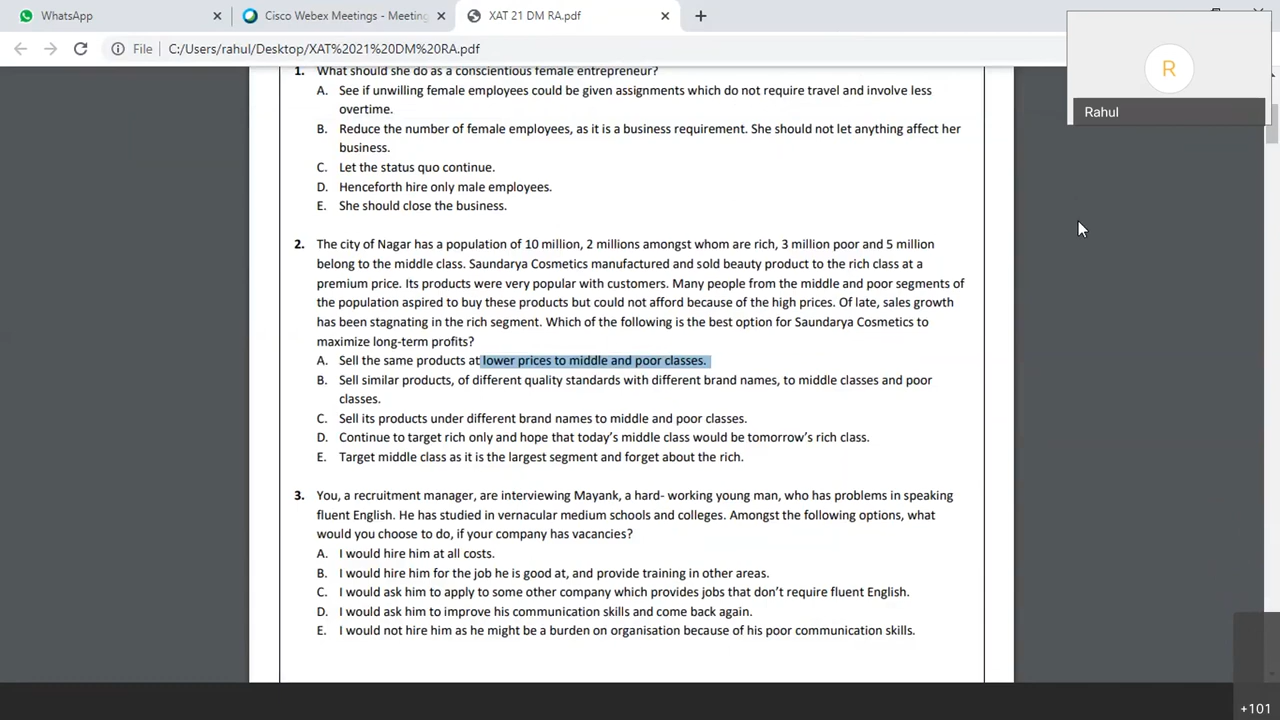 WhatsApp
Cisco Webex Meetings - Meeting
XAT 21 DM RA.pdf
File
C:/Users/rahul/Desktop/XAT%2021%20DM%20RA.pdf
R
Rahul
1. What should she do as a conscientious female entrepreneur?
A. See if unwilling female employees could be given assignments which do not require travel and involve less
overtime.
B. Reduce the number of female employees, as it is a business requirement. She should not let anything affect her
business.
C. Let the status quo continue.
D. Henceforth hire only male employees.
E. She should close the business.
2. The city of Nagar has a population of 10 million, 2 millions amongst whom are rich, 3 million poor and 5 million
belong to the middle class. Saundarya Cosmetics manufactured and sold beauty product to the rich class at a
premium price. Its products were very popular with customers. Many people from the middle and poor segments of
the population aspired to buy these products but could not afford because of the high prices. Of late, sales growth
has been stagnating in the rich segment. Which of the following is the best option for Saundarya Cosmetics to
maximize long-term profits?
A. Sell the same products at lower prices to middle and poor classes.
B. Sell similar products, of different quality standards with different brand names, to middle classes and poor
classes.
C. Sell its products under different brand names to middle and poor classes.
D. Continue to target rich only and hope that today's middle class would be tomorrow's rich class.
E. Target middle class as it is the largest segment and forget about the rich.
3. You, a recruitment manager, are interviewing Mayank, a hard- working young man, who has problems in speaking
fluent English. He has studied in vernacular medium schools and colleges. Amongst the following options, what
would you choose to do, if your company has vacancies?
A. I would hire him at all costs.
B. I would hire him for the job he is good at, and provide training in other areas.
C. I would ask him to apply to some other company which provides jobs that don't require fluent English.
D. I would ask him to improve his communication skills and come back again.
E. I would not hire him as he might be a burden on organisation because of his poor communication skills.
+101